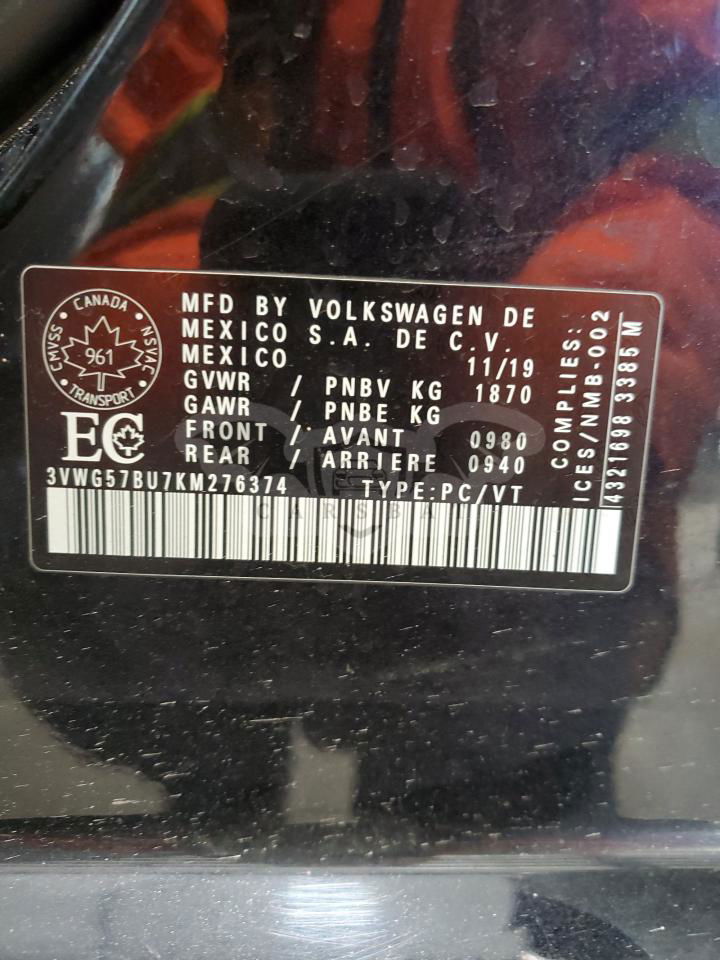 CANADA
CMVSS NSVAC
961
TRANSPORT
EC
MFD BY VOLKSWAGEN DE
MEXICO S.A. DE C.V.
MEXICO 11/19
GVWR / PNBV KG 1870
GAWR / PNBE KG
FRONT / AVANT 0980
REAR / ARRIERE 0940
3VWG57BU7KM276374 TYPE:PC/VT
COMPLIES:
ICES/NMB-002
4321698 3385 M